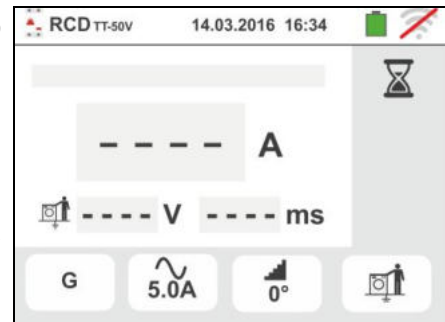 RCD TT-50V 14.03.2016 16:34
- - - - A
- - - - V - - - - ms
G 5.0A 0°